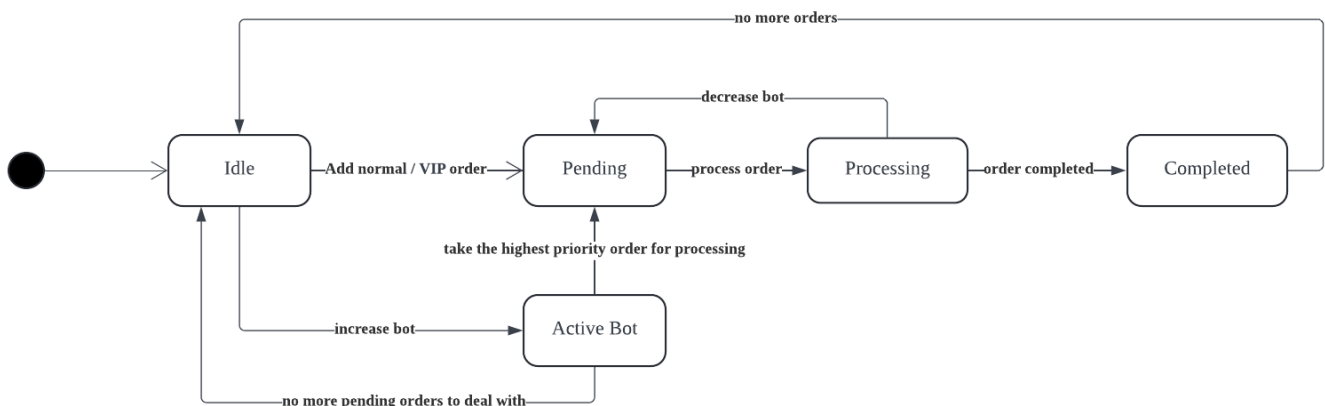 no more orders
decrease bot
Idle
Add normal / VIP order
Pending
process order
Processing
order completed
Completed
take the highest priority order for processing
increase bot
Active Bot
no more pending orders to deal with